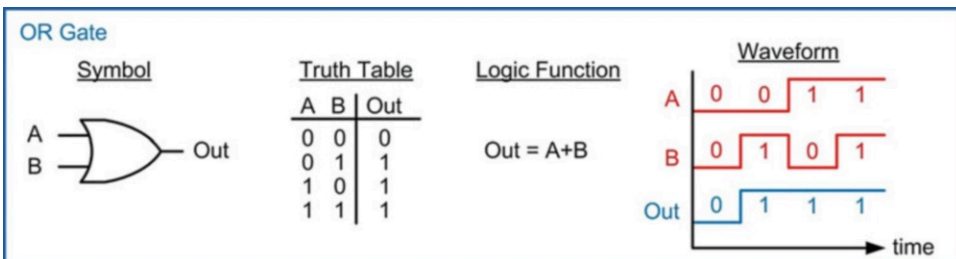 OR Gate
Symbol
A
B
Out
Truth Table
A B Out
0 0 0
0 1 1
1 0 1
1 1 1
Logic Function
Out = A+B
Waveform
A 0 0 1 1
B 0 1 0 1
Out 0 1 1 1
time